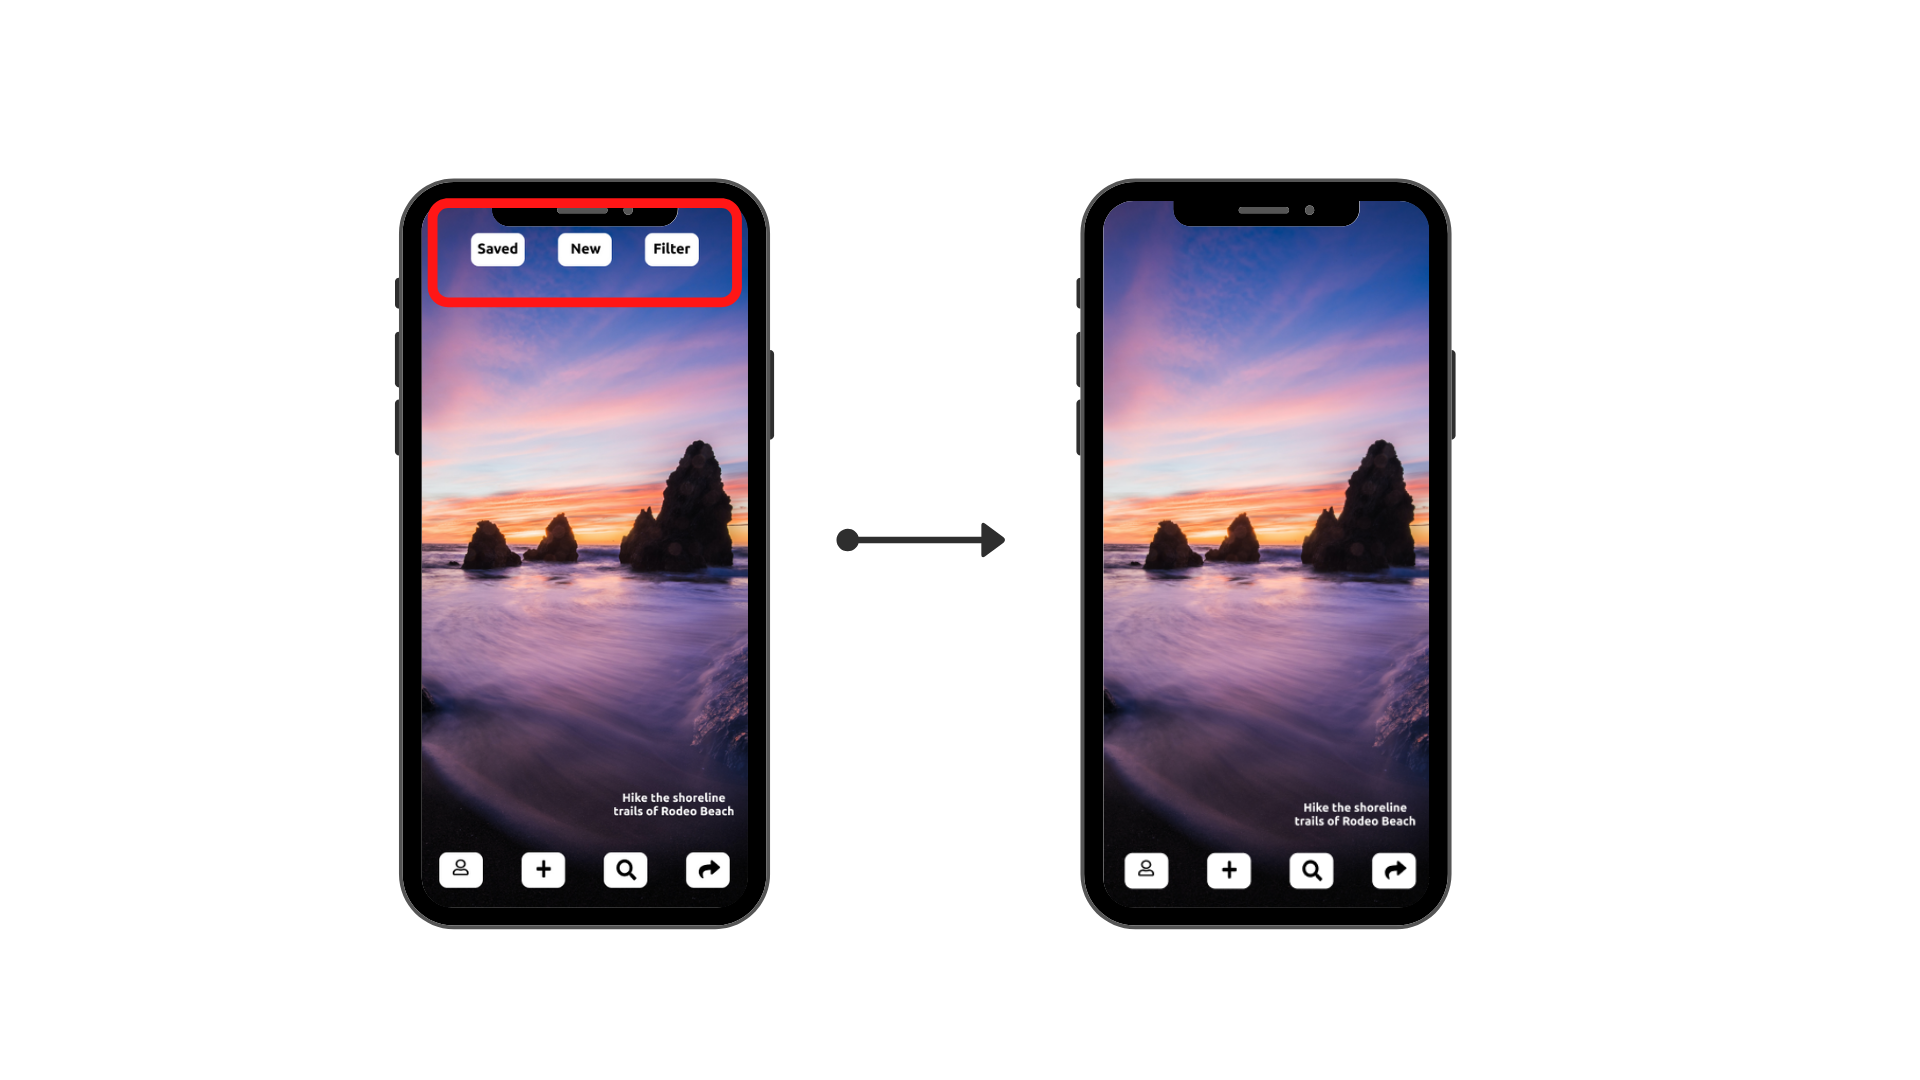 Saved
New
Filter
Hike the shoreline
trails of Rodeo Beach
Hike the shoreline
trails of Rodeo Beach